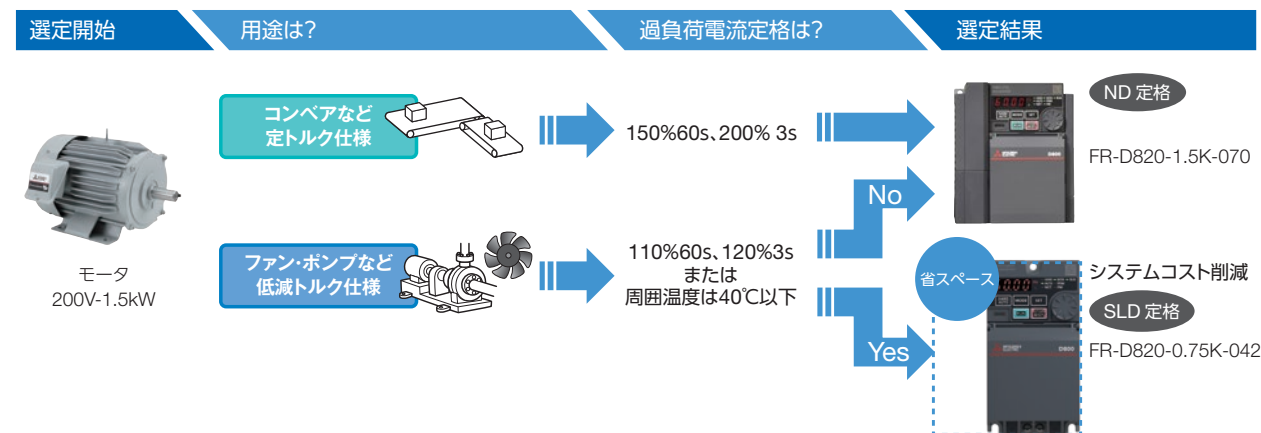 選定開始
用途は?
過負荷電流定格は?
選定結果
モータ
200V-1.5kW
コンベアなど
定トルク仕様
150%60s、200% 3s
ND 定格
FR-D820-1.5K-070
ファン・ポンプなど
低減トルク仕様
110%60s、120%3s
または
周囲温度は40℃以下
No
Yes
省スペース
システムコスト削減
SLD 定格
FR-D820-0.75K-042